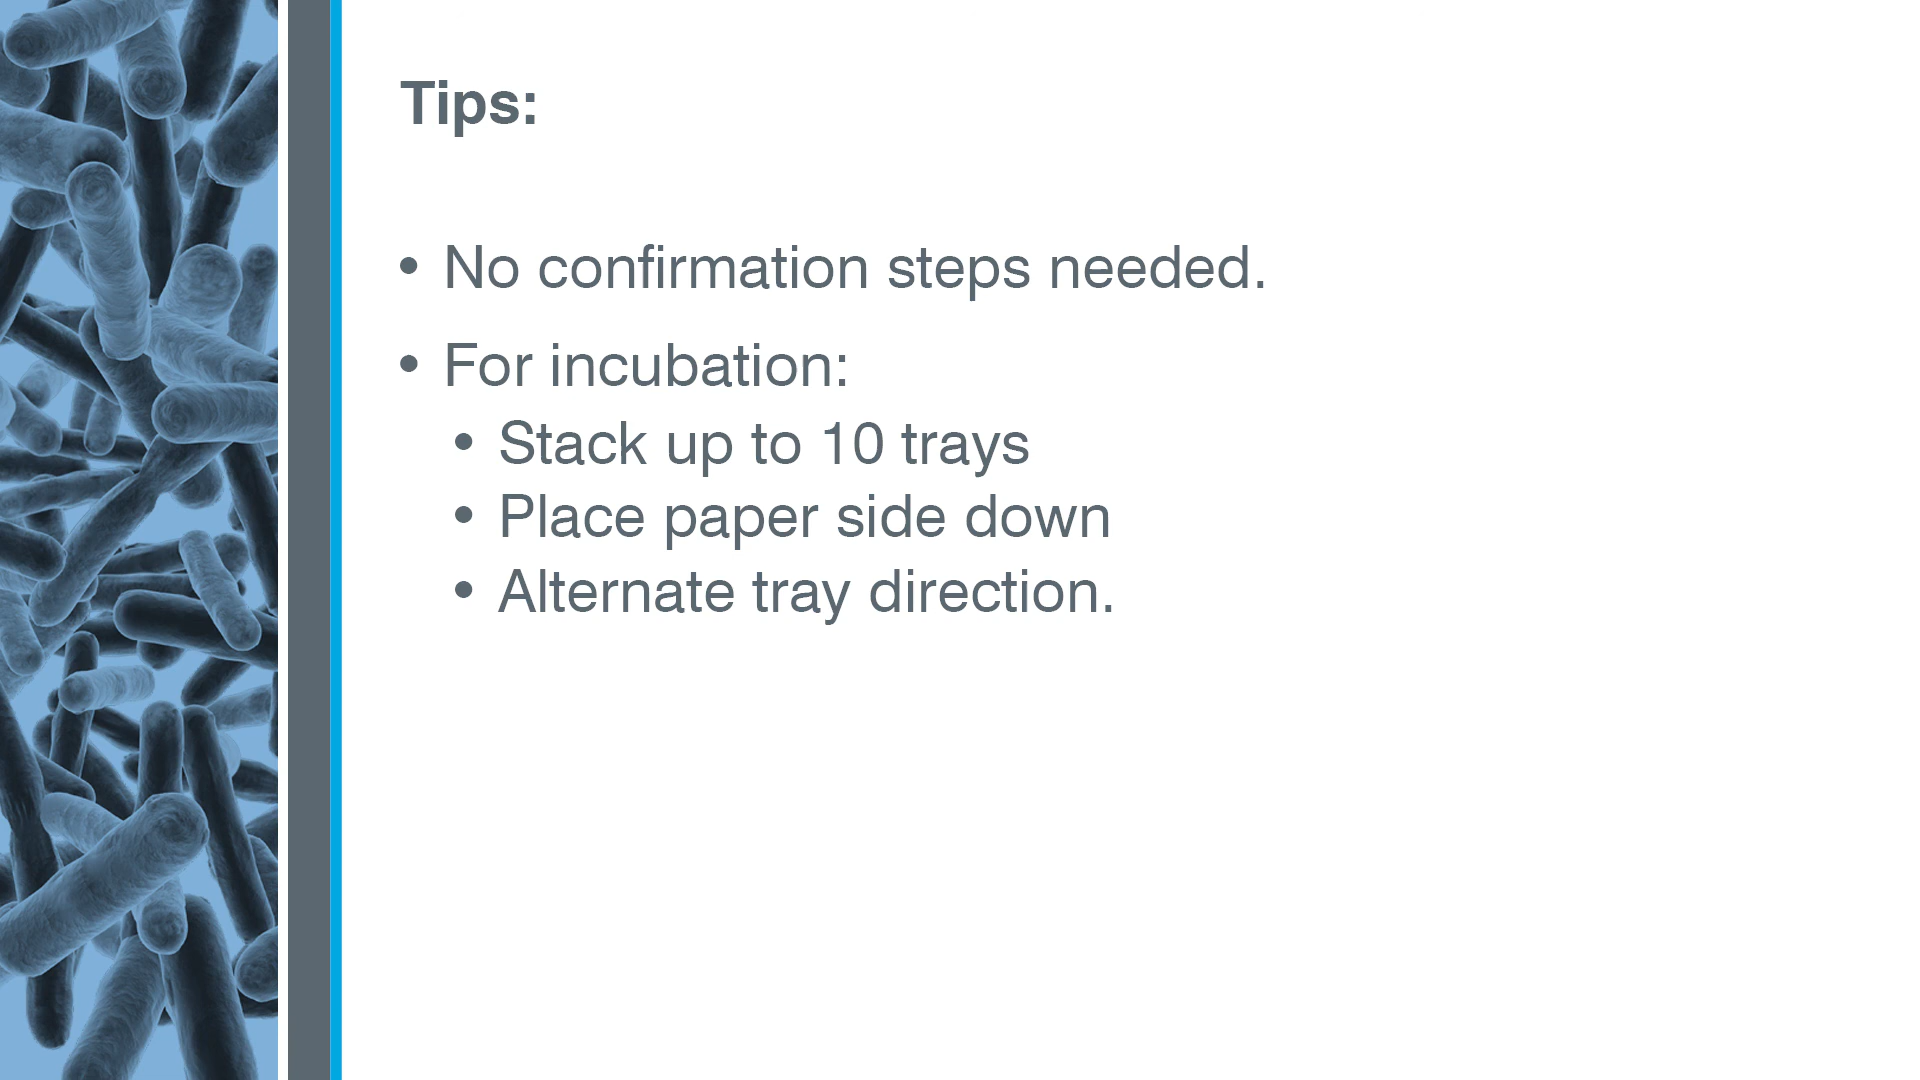 Tips:
• No confirmation steps needed.
• For incubation:
• Stack up to 10 trays
• Place paper side down
• Alternate tray direction.